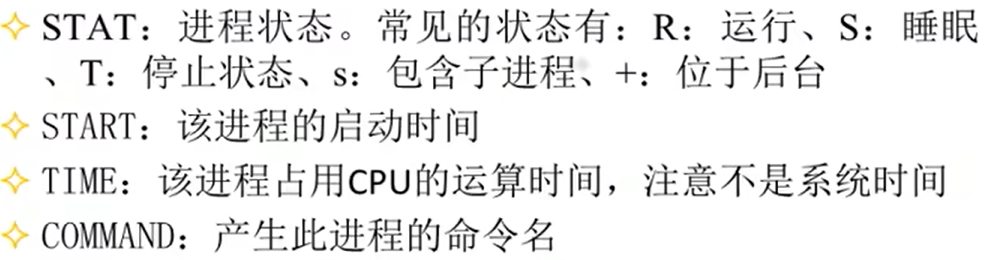 STAT：进程状态。常见的状态有：R：运行、S：睡眠
、T：停止状态、s：包含子进程、+：位于后台
START：该进程的启动时间
TIME：该进程占用CPU的运算时间，注意不是系统时间
COMMAND：产生此进程的命令名